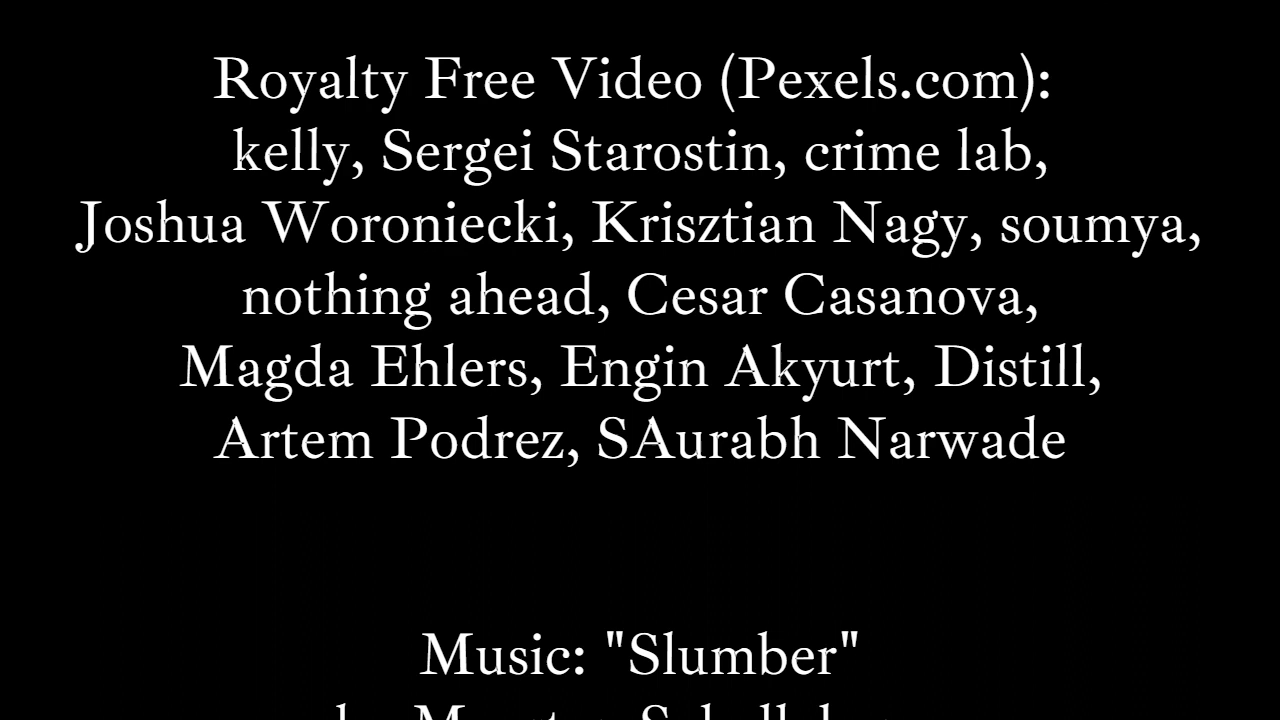 Royalty Free Video (Pexels.com):
kelly, Sergei Starostin, crime lab,
Joshua Woroniecki, Krisztian Nagy, soumya,
nothing ahead, Cesar Casanova,
Magda Ehlers, Engin Akyurt, Distill,
Artem Podrez, SAurabh Narwade
Music: "Slumber"